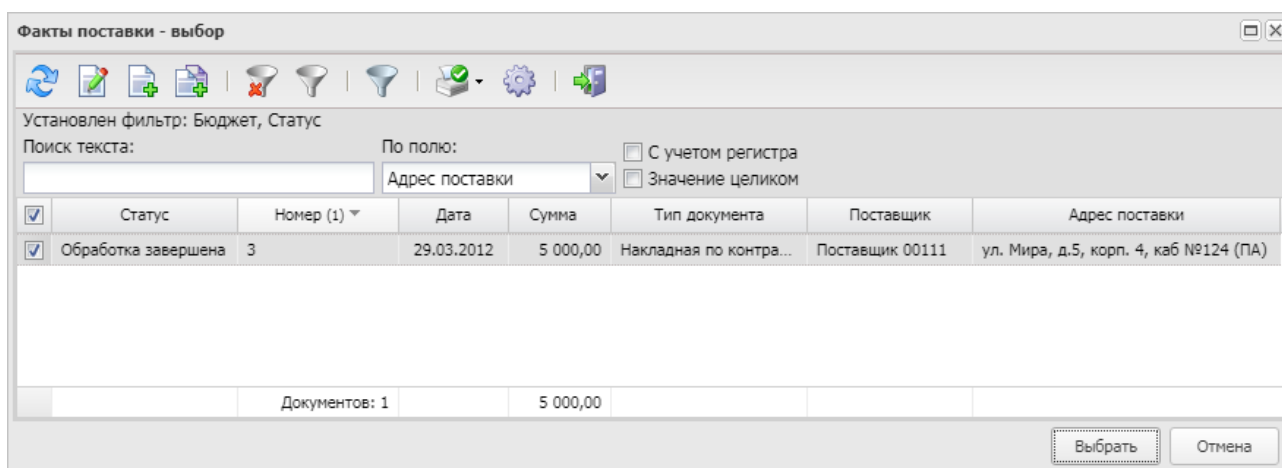 Факты поставки - выбор
Установлен фильтр: Бюджет, Статус
Поиск текста: По полю: С учетом регистра
Адрес поставки Значение целиком
Статус Номер (1) Дата Сумма Тип документа Поставщик Адрес поставки
Обработка завершена 3 29.03.2012 5 000,00 Накладная по контра... Поставщик 00111 ул. Мира, д.5, корп. 4, каб №124 (ПА)
Документов: 1 5 000,00
Выбрать Отмена